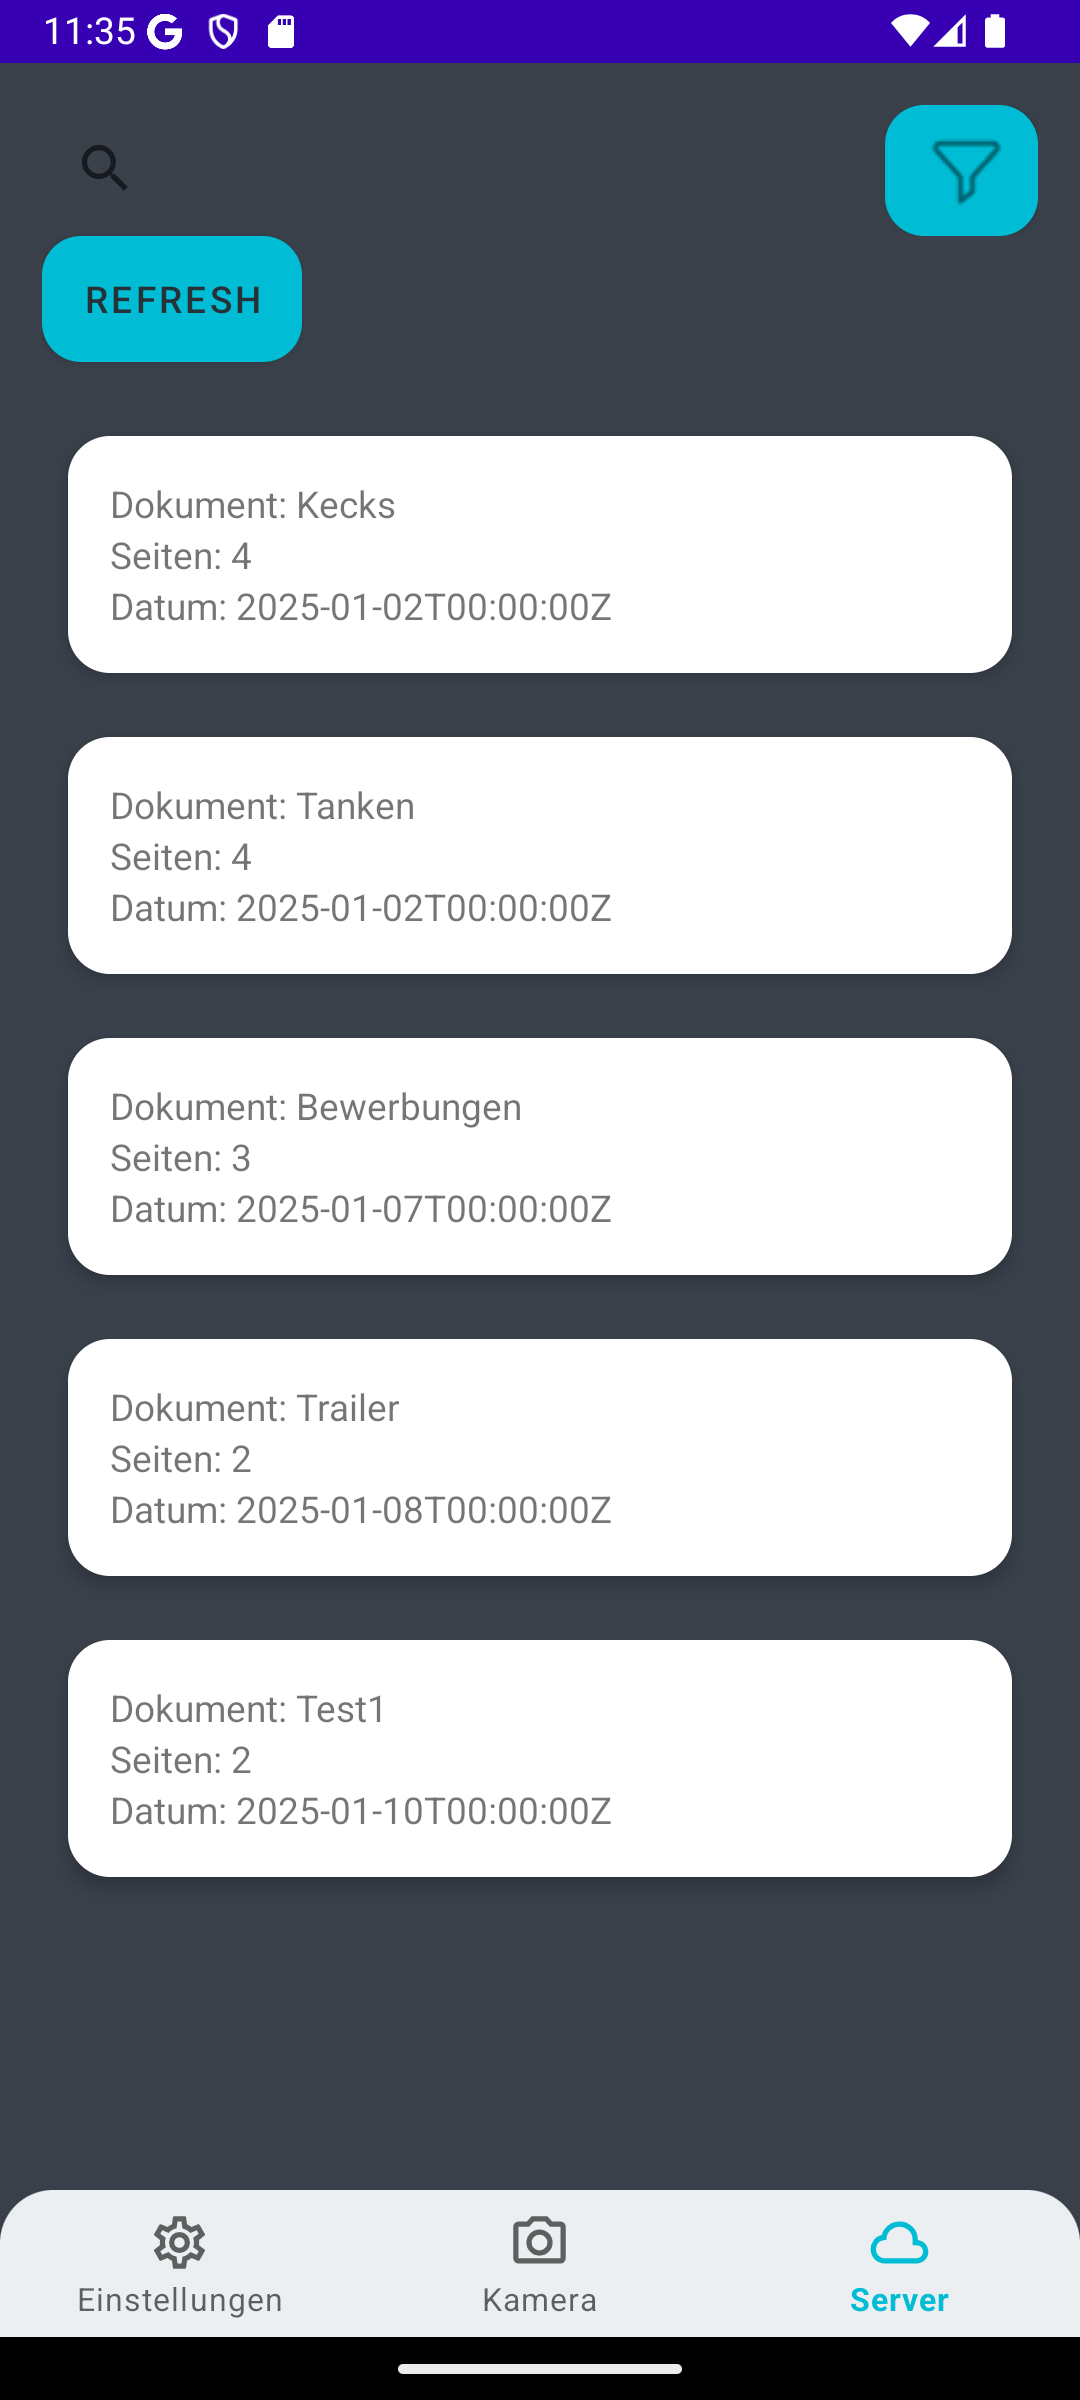 11:35
REFRESH
Dokument: Kecks
Seiten: 4
Datum: 2025-01-02T00:00:00Z
Dokument: Tanken
Seiten: 4
Datum: 2025-01-02T00:00:00Z
Dokument: Bewerbungen
Seiten: 3
Datum: 2025-01-07T00:00:00Z
Dokument: Trailer
Seiten: 2
Datum: 2025-01-08T00:00:00Z
Dokument: Test1
Seiten: 2
Datum: 2025-01-10T00:00:00Z
Einstellungen
Kamera
Server